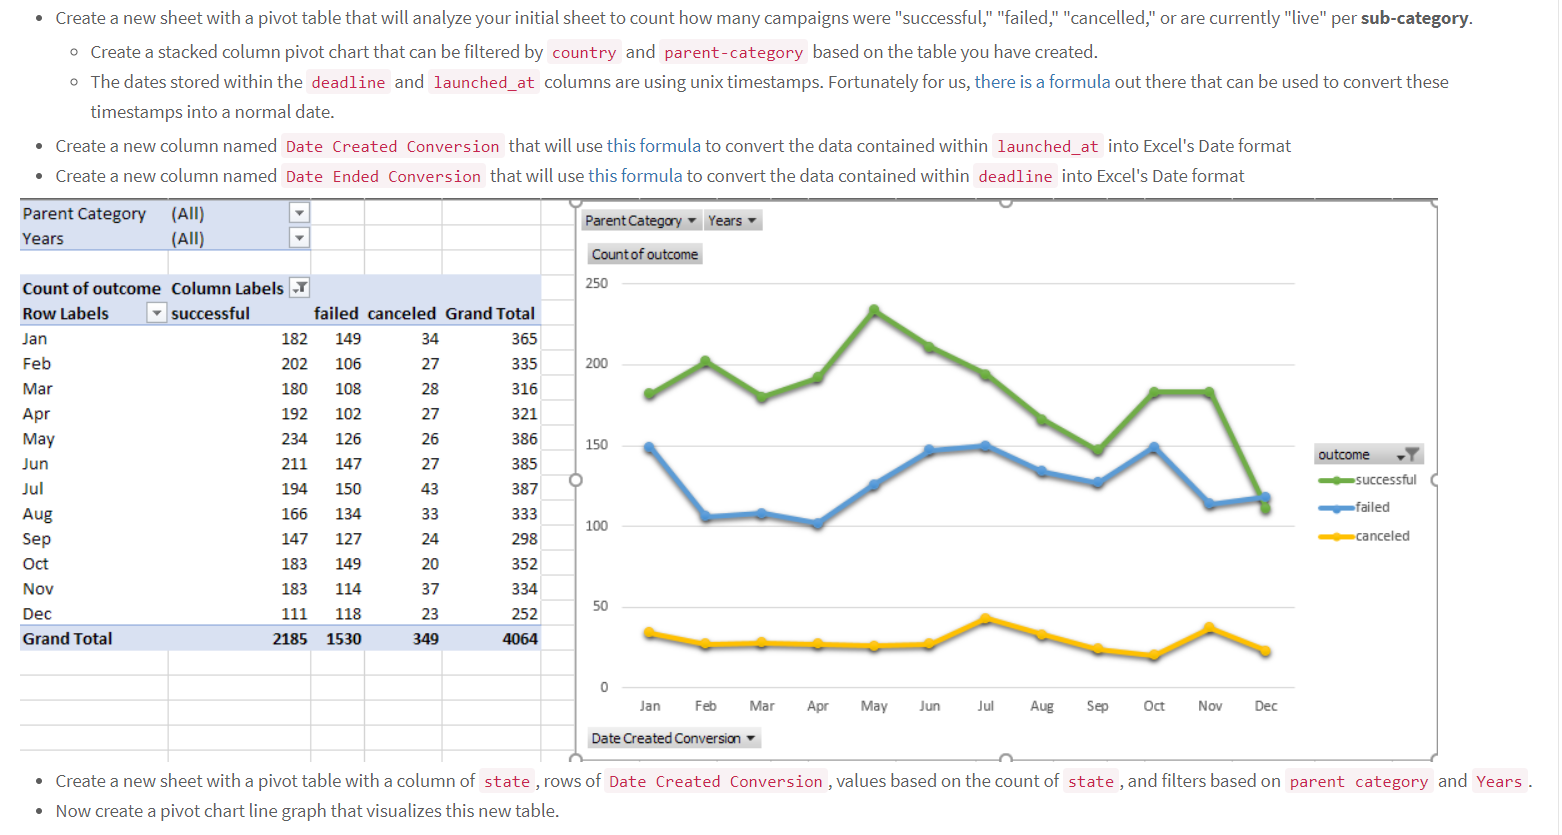 Create a new sheet with a pivot table that will analyze your initial sheet to count how many campaigns were "successful," "failed," "cancelled," or are currently "live" per sub-category.
Create a stacked column pivot chart that can be filtered by country and parent-category based on the table you have created.
The dates stored within the deadline and launched_at columns are using unix timestamps. Fortunately for us, there is a formula out there that can be used to convert these
timestamps into a normal date.
Create a new column named Date Created Conversion that will use this formula to convert the data contained within launched_at into Excel's Date format
Create a new column named Date Ended Conversion that will use this formula to convert the data contained within deadline into Excel's Date format
Parent Category (All)
Years (All)
Count of outcome Column Labels
Row Labels successful failed canceled Grand Total
Jan 182 149 34 365
Feb 202 106 27 335
Mar 180 108 28 316
Apr 192 102 27 321
May 234 126 26 386
Jun 211 147 27 385
Jul 194 150 43 387
Aug 166 134 33 333
Sep 147 127 24 298
Oct 183 149 20 352
Nov 183 114 37 334
Dec 111 118 23 252
Grand Total 2185 1530 349 4064
Parent Category Years
Count of outcome
250
200
150
100
50
0
Jan Feb Mar Apr May Jun Jul Aug Sep Oct Nov Dec
outcome
successful
failed
canceled
Date Created Conversion
Create a new sheet with a pivot table with a column of state, rows of Date Created Conversion, values based on the count of state, and filters based on parent category and Years.
Now create a pivot chart line graph that visualizes this new table.